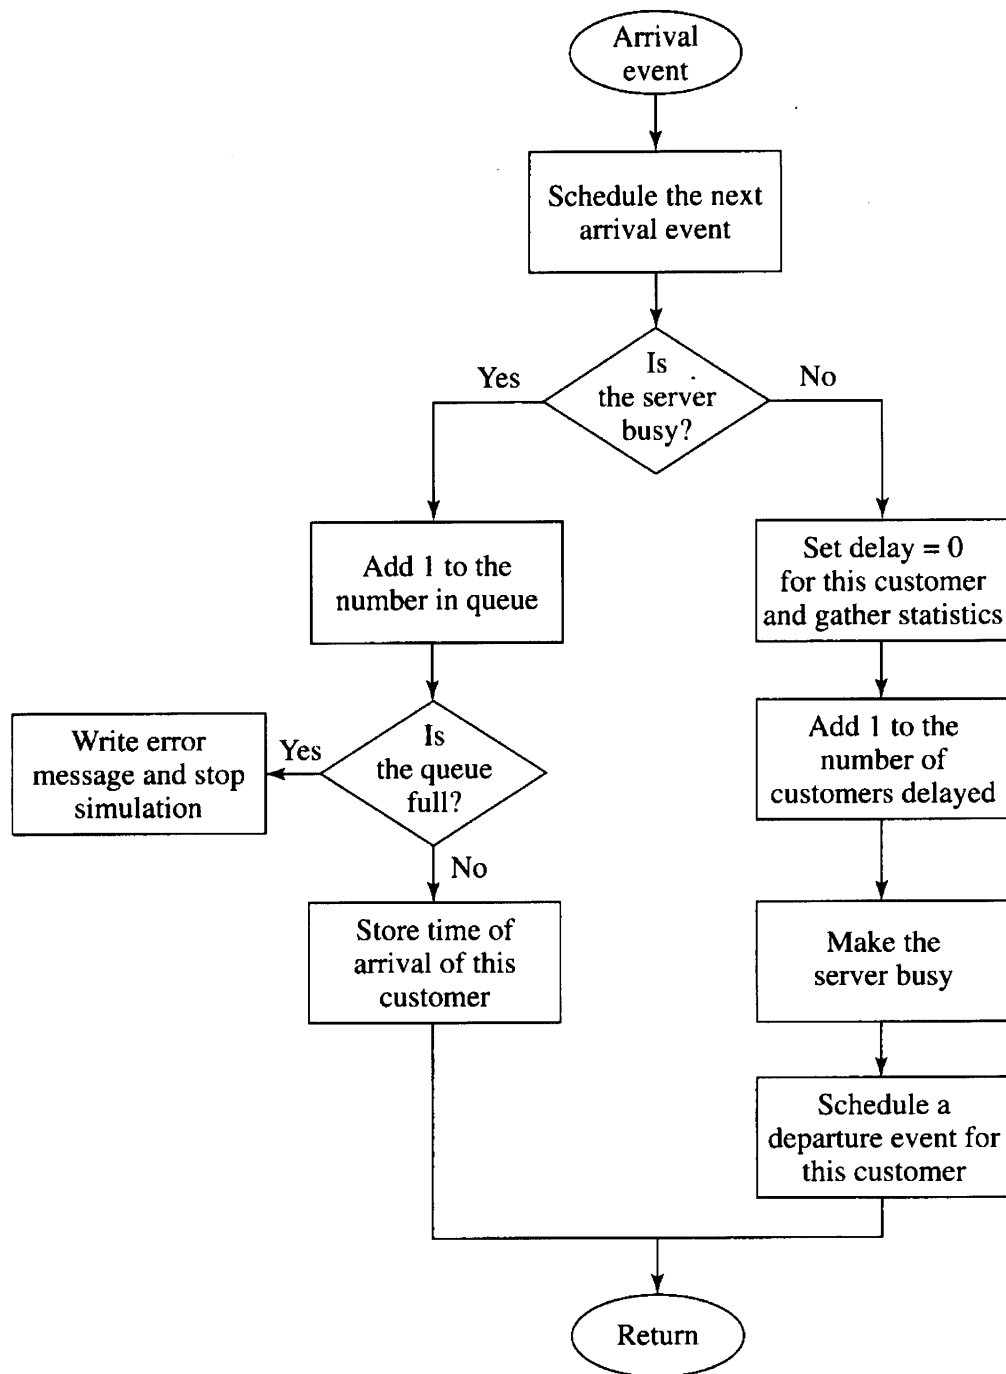 Arrival
event
Schedule the next
arrival event
Is
the server
busy?
Yes
No
Add 1 to the
number in queue
Set delay = 0
for this customer
and gather statistics
Is
the queue
full?
Yes
No
Write error
message and stop
simulation
Add 1 to the
number of
customers delayed
Store time of
arrival of this
customer
Make the
server busy
Schedule a
departure event for
this customer
Return